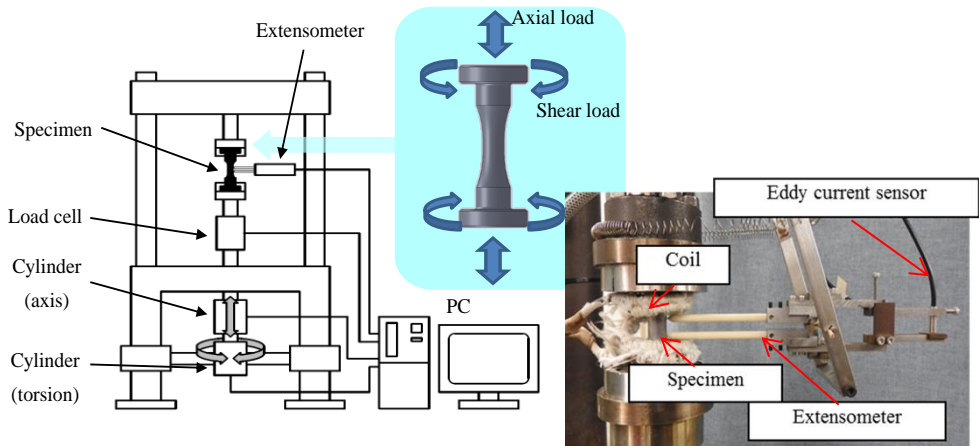 Extensometer
Specimen
Load cell
Cylinder
(axis)
Cylinder
(torsion)
PC
Axial load
Shear load
Eddy current sensor
Coil
Specimen
Extensometer